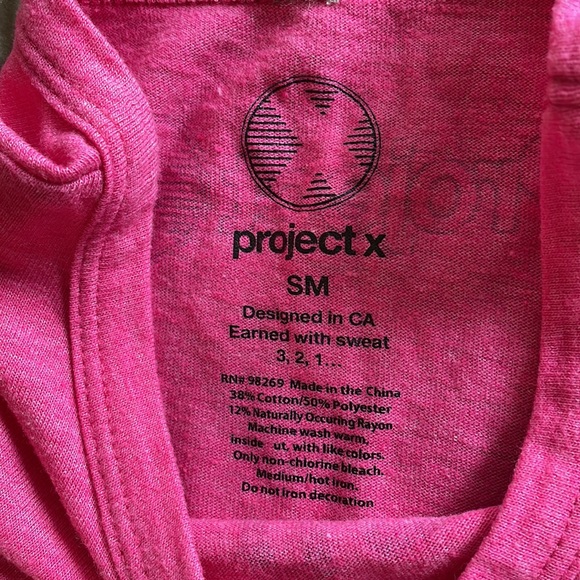 project x
SM
Designed in CA
Earned with sweat
3, 2, 1...
RN# 98269 Made in the China
38% Cotton/50% Polyester
12% Naturally Occuring Rayon
Machine wash warm,
inside ut, with like colors.
Only non-chlorine bleach.
Medium/hot iron.
Do not iron decoration